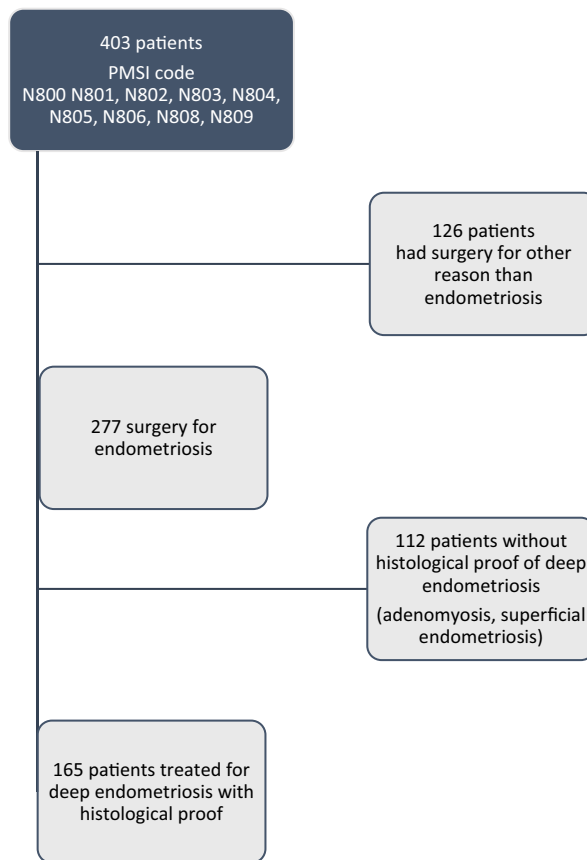 403 patients
PMSI code
N800 N801, N802, N803, N804,
N805, N806, N808, N809
126 patients
had surgery for other
reason than
endometriosis
277 surgery for
endometriosis
112 patients without
histological proof of deep
endometriosis
(adenomyosis, superficial
endometriosis)
165 patients treated for
deep endometriosis with
histological proof